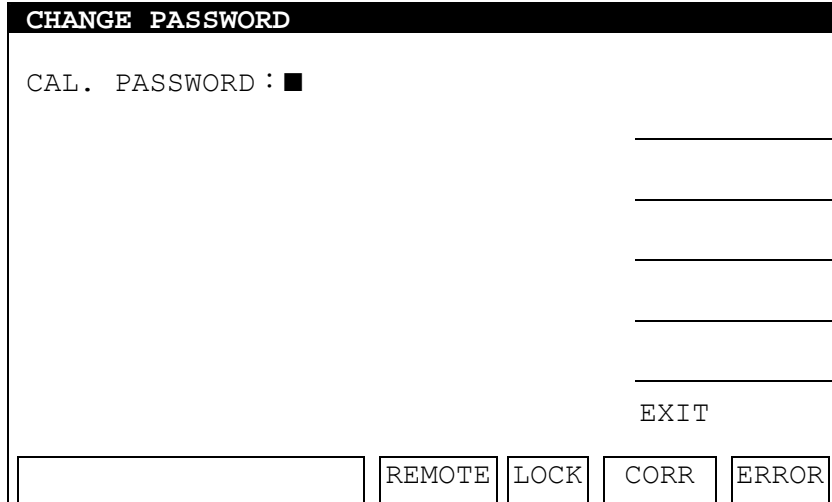 CHANGE PASSWORD
CAL. PASSWORD：■
EXIT
REMOTE LOCK CORR ERROR